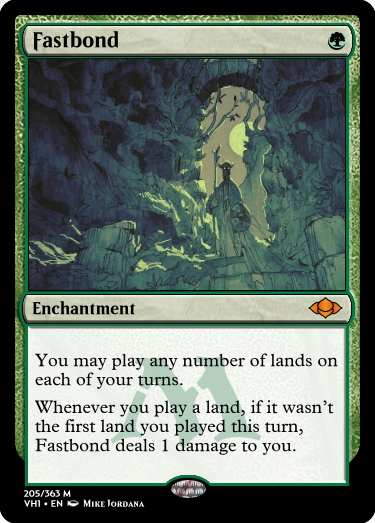 Fastbond
Enchantment
You may play any number of lands on
each of your turns.
Whenever you play a land, if it wasn't
the first land you played this turn,
Fastbond deals 1 damage to you.
205/363 M
VH1 • EN Mike Jordana